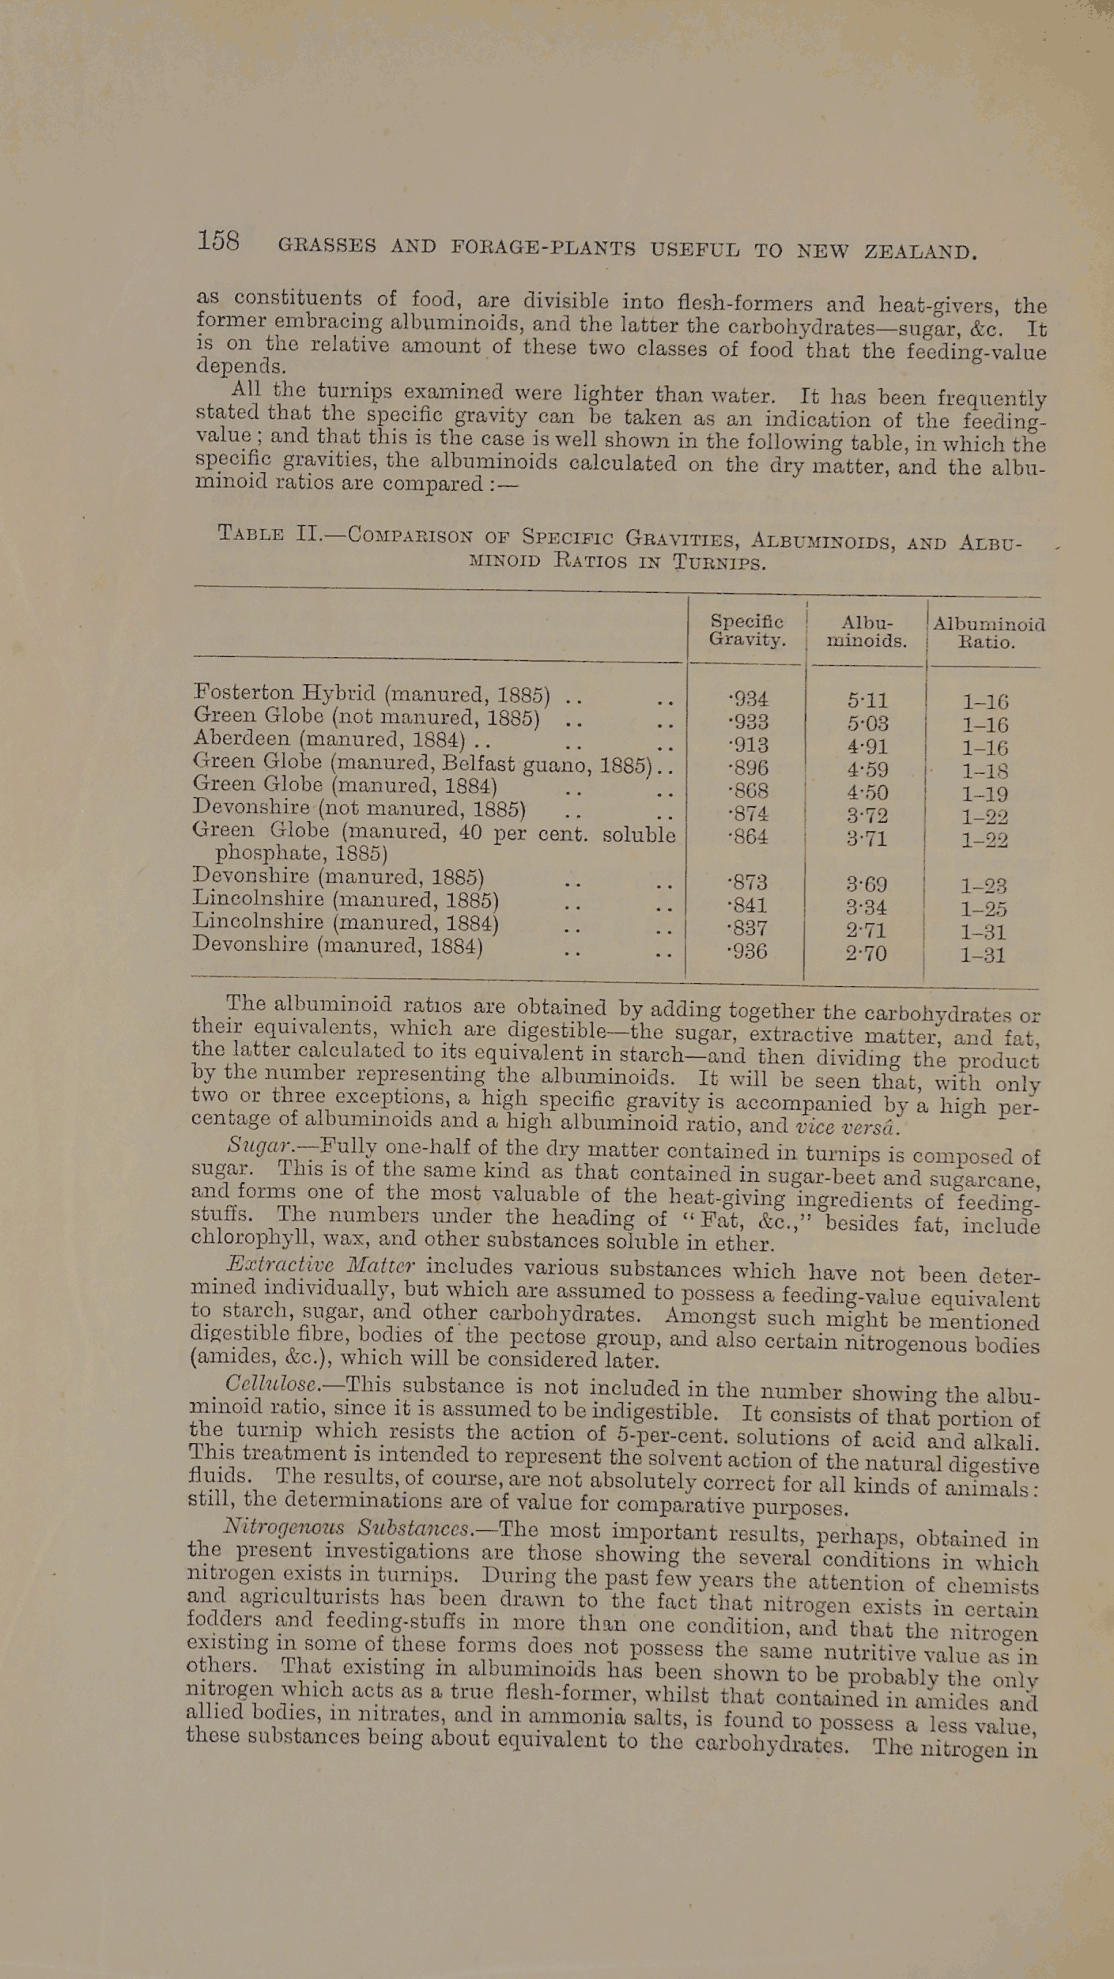 158 GRASSES AND FORAGE-PLANTS USEFUL TO NEW ZEALAND.
as constituents of food, are divisible into flesh-formers and heat-givers, the
former embracing albuminoids, and the latter the carbohydrates—sugar, &c. It
is on the relative amount of these two classes of food that the feeding-value
depends.
All the turnips examined were lighter than water. It has been frequently
stated that the specific gravity can be taken as an indication of the feeding-
value; and that this is the case is well shown in the following table, in which the
specific gravities, the albuminoids calculated on the dry matter, and the albu-
minoid ratios are compared:—
TABLE II.—COMPARISON OF SPECIFIC GRAVITIES, ALBUMINOIDS, AND ALBU-
MINOID RATIOS IN TURNIPS.
Specific Albu- Albuminoid
Gravity. minoids. Ratio.
Fosterton Hybrid (manured, 1885) .. .. ·934 5·11 1–16
Green Globe (not manured, 1885) .. .. ·933 5·03 1–16
Aberdeen (manured, 1884) .. .. .. ·913 4·91 1–16
Green Globe (manured, Belfast guano, 1885).. ·896 4·59 1–18
Green Globe (manured, 1884) .. .. ·868 4·50 1–19
Devonshire (not manured, 1885) .. .. ·874 3·72 1–22
Green Globe (manured, 40 per cent. soluble ·864 3·71 1–22
phosphate, 1885)
Devonshire (manured, 1885) .. .. ·873 3·69 1–23
Lincolnshire (manured, 1885) .. .. ·841 3·34 1–25
Lincolnshire (manured, 1884) .. .. ·837 2·71 1–31
Devonshire (manured, 1884) .. .. ·936 2·70 1–31
The albuminoid ratios are obtained by adding together the carbohydrates or
their equivalents, which are digestible—the sugar, extractive matter, and fat,
the latter calculated to its equivalent in starch—and then dividing the product
by the number representing the albuminoids. It will be seen that, with only
two or three exceptions, a high specific gravity is accompanied by a high per-
centage of albuminoids and a high albuminoid ratio, and vice versâ.
Sugar.—Fully one-half of the dry matter contained in turnips is composed of
sugar. This is of the same kind as that contained in sugar-beet and sugarcane,
and forms one of the most valuable of the heat-giving ingredients of feeding-
stuffs. The numbers under the heading of "Fat, &c.," besides fat, include
chlorophyll, wax, and other substances soluble in ether.
Extractive Matter includes various substances which have not been deter-
mined individually, but which are assumed to possess a feeding-value equivalent
to starch, sugar, and other carbohydrates. Amongst such might be mentioned
digestible fibre, bodies of the pectose group, and also certain nitrogenous bodies
(amides, &c.), which will be considered later.
Cellulose.—This substance is not included in the number showing the albu-
minoid ratio, since it is assumed to be indigestible. It consists of that portion of
the turnip which resists the action of 5-per-cent. solutions of acid and alkali.
This treatment is intended to represent the solvent action of the natural digestive
fluids. The results, of course, are not absolutely correct for all kinds of animals:
still, the determinations are of value for comparative purposes.
Nitrogenous Substances.—The most important results, perhaps, obtained in
the present investigations are those showing the several conditions in which
nitrogen exists in turnips. During the past few years the attention of chemists
and agriculturists has been drawn to the fact that nitrogen exists in certain
fodders and feeding-stuffs in more than one condition, and that the nitrogen
existing in some of these forms does not possess the same nutritive value as in
others. That existing in albuminoids has been shown to be probably the only
nitrogen which acts as a true flesh-former, whilst that contained in amides and
allied bodies, in nitrates, and in ammonia salts, is found to possess a less value,
these substances being about equivalent to the carbohydrates. The nitrogen in